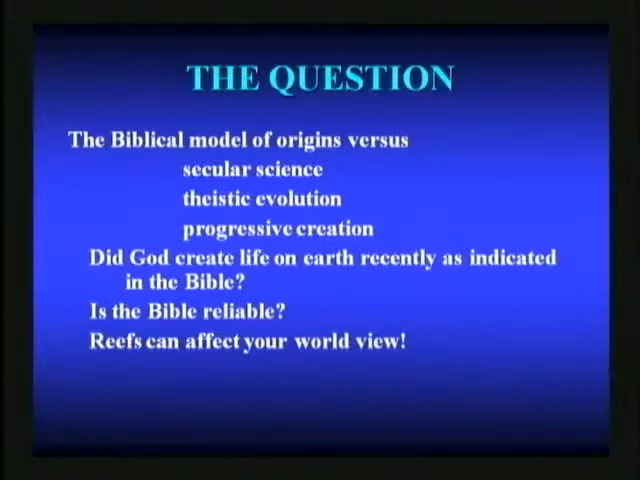 THE QUESTION
The Biblical model of origins versus
secular science
theistic evolution
progressive creation
Did God create life on earth recently as indicated
in the Bible?
Is the Bible reliable?
Reefs can affect your world view!